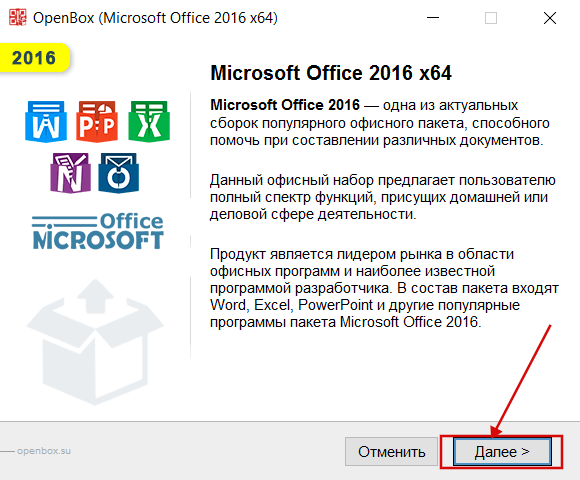 OpenBox (Microsoft Office 2016 x64)
2016
Microsoft Office 2016 x64
Microsoft Office 2016 — одна из актуальных
сборок популярного офисного пакета, способного
помочь при составлении различных документов.
Данный офисный набор предлагает пользователю
полный спектр функций, присущих домашней или
деловой сфере деятельности.
Продукт является лидером рынка в области
офисных программ и наиболее известной
программой разработчика. В состав пакета входят
Word, Excel, PowerPoint и другие популярные
программы пакета Microsoft Office 2016.
W P X
N O
Office
MICROSOFT
openbox.su
Отменить
Далее >